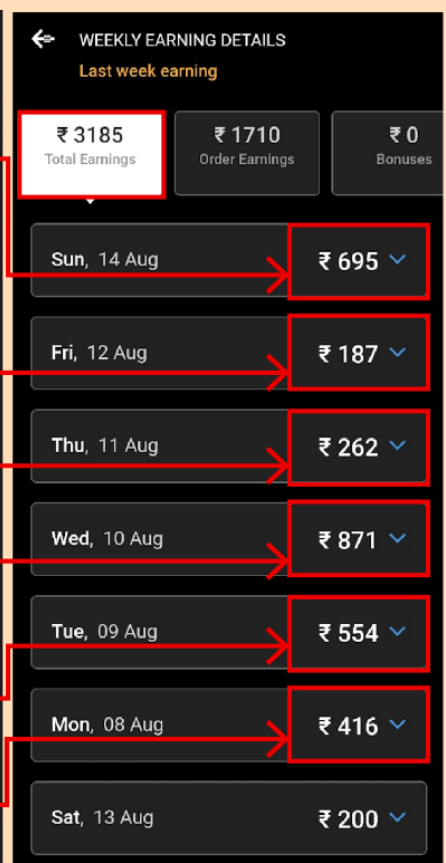 WEEKLY EARNING DETAILS
Last week earning
₹ 3185 ₹ 1710 ₹ 0
Total Earnings Order Earnings Bonuses
Sun, 14 Aug ₹ 695
Fri, 12 Aug ₹ 187
Thu, 11 Aug ₹ 262
Wed, 10 Aug ₹ 871
Tue, 09 Aug ₹ 554
Mon, 08 Aug ₹ 416
Sat, 13 Aug ₹ 200